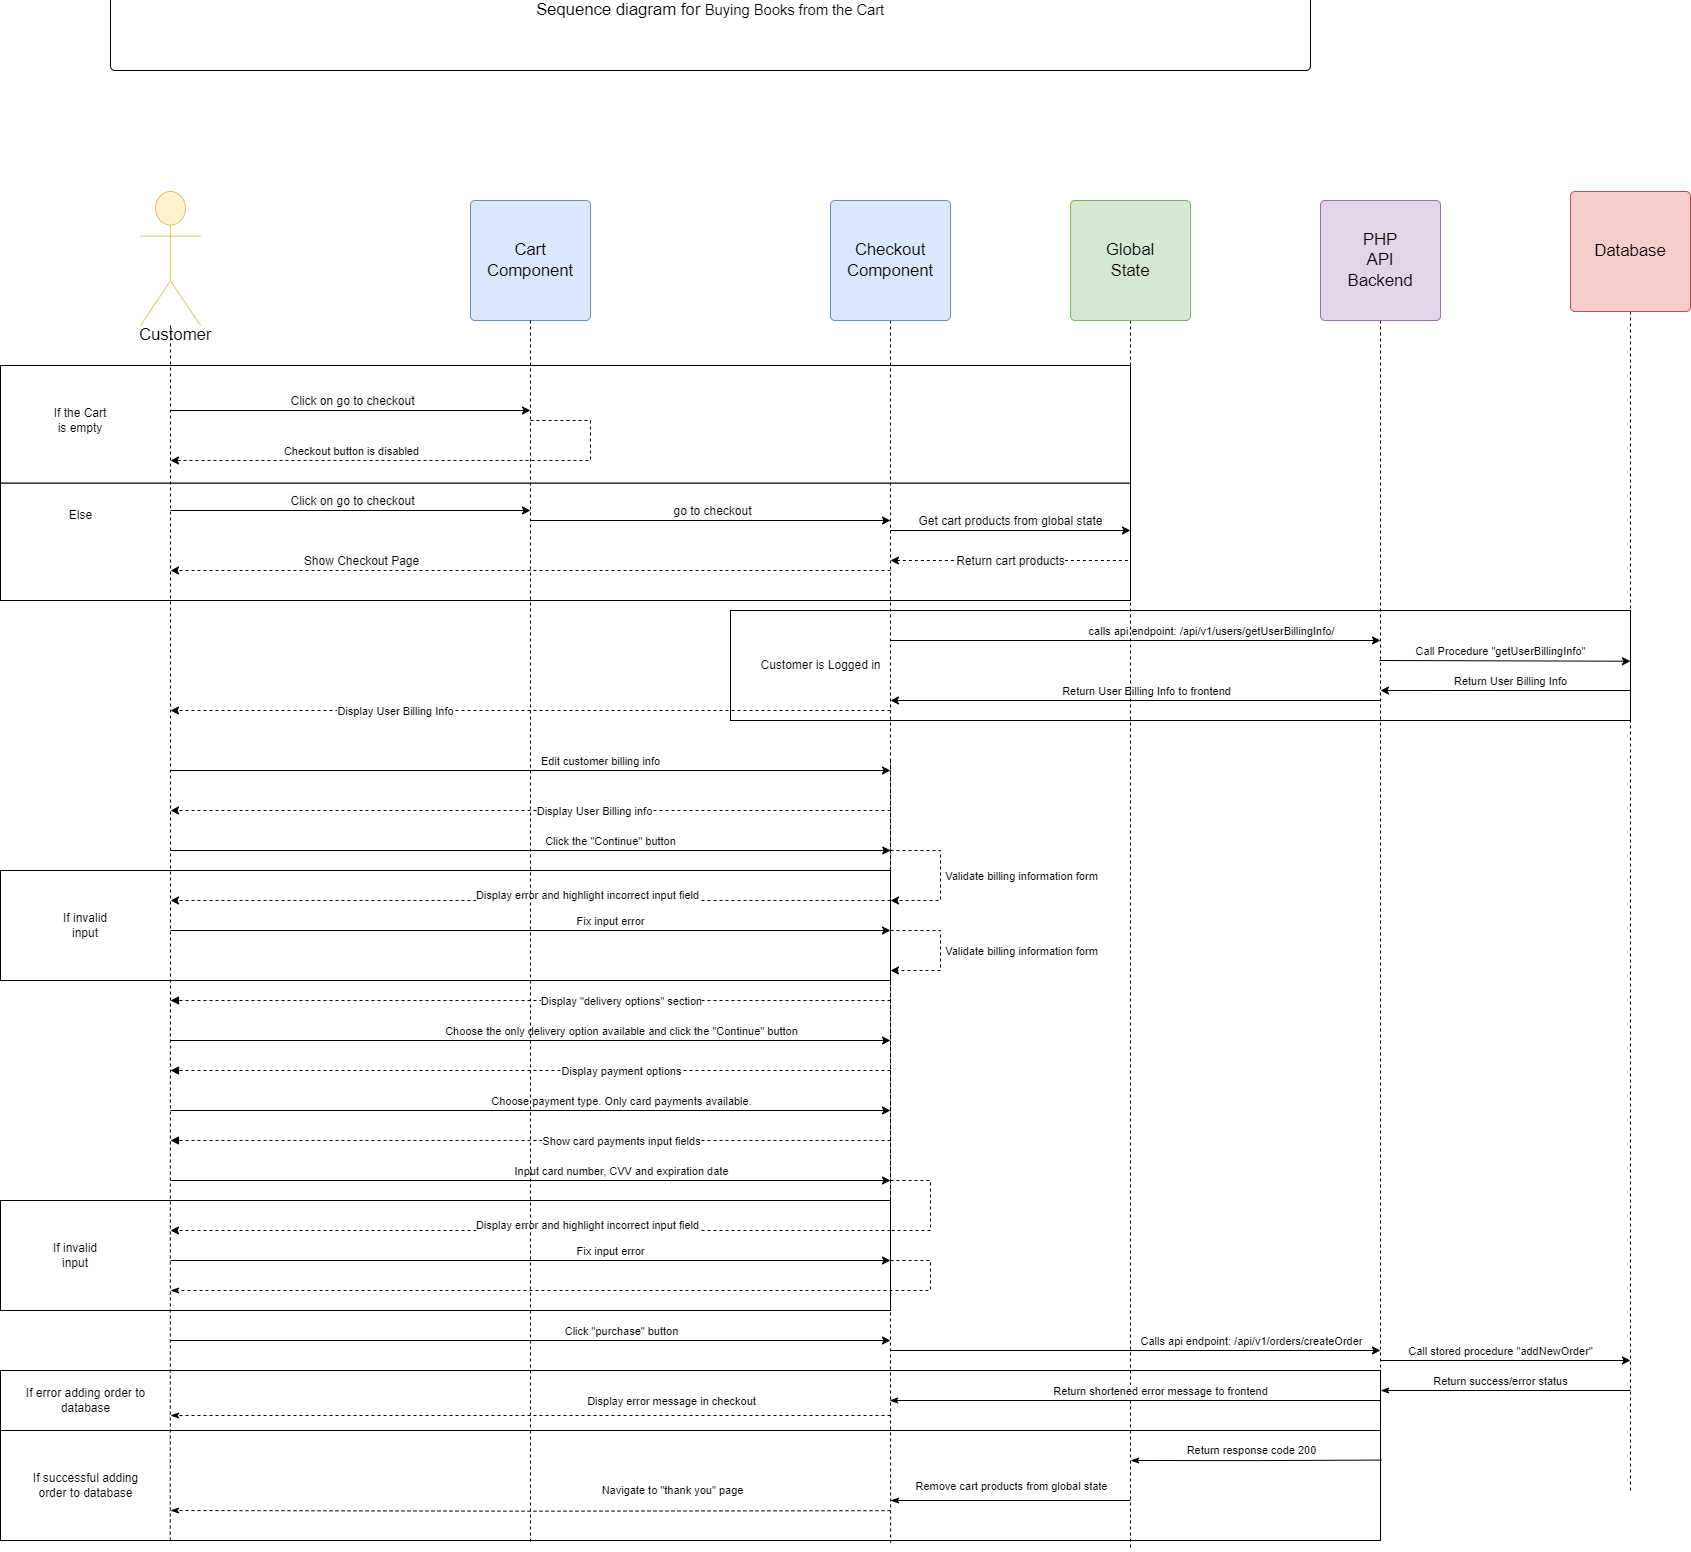 Sequence diagram for Buying Books from the Cart
Customer
Cart
Component
Checkout
Component
Global
State
PHP
API
Backend
Database
If the Cart
is empty
Click on go to checkout
Checkout button is disabled
Else
Click on go to checkout
go to checkout
Get cart products from global state
Return cart products
Show Checkout Page
Customer is Logged in
calls api endpoint: /api/v1/users/getUserBillingInfo/
Call Procedure "getUserBillingInfo"
Return User Billing Info
Return User Billing Info to frontend
Display User Billing Info
Edit customer billing info
Display User Billing info
Click the "Continue" button
Validate billing information form
If invalid
input
Display error and highlight incorrect input field
Fix input error
Validate billing information form
Display "delivery options" section
Choose the only delivery option available and click the "Continue" button
Display payment options
Choose payment type. Only card payments available.
Show card payments input fields
Input card number, CVV and expiration date
If invalid
input
Display error and highlight incorrect input field
Fix input error
Click "purchase" button
Calls api endpoint: /api/v1/orders/createOrder
Call stored procedure "addNewOrder"
Return success/error status
If error adding order to
database
Return shortened error message to frontend
Display error message in checkout
If successful adding
order to database
Return response code 200
Remove cart products from global state
Navigate to "thank you" page